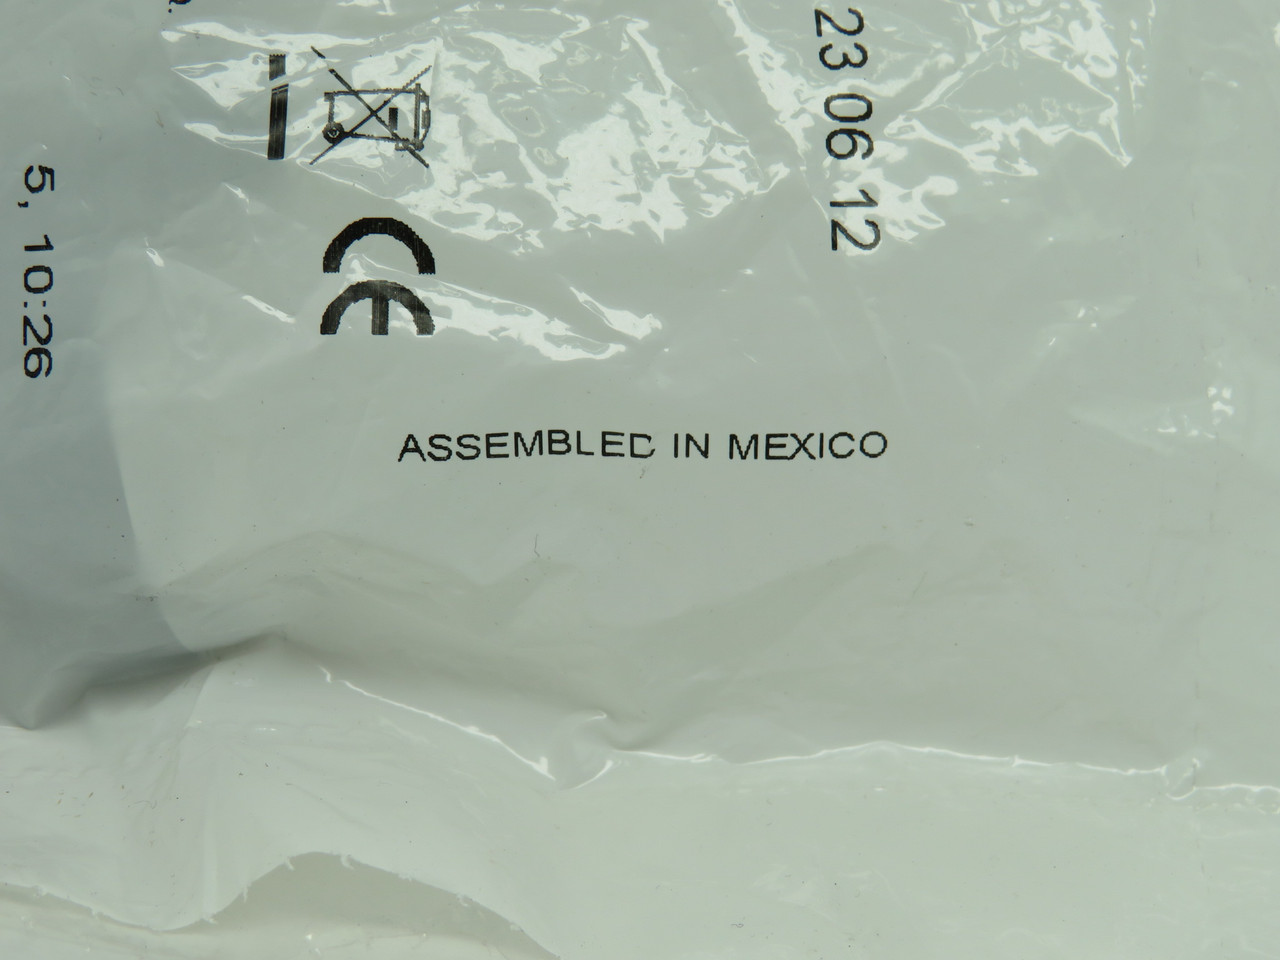 23 06 12
5, 10:26
CE
ASSEMBLED IN MEXICO